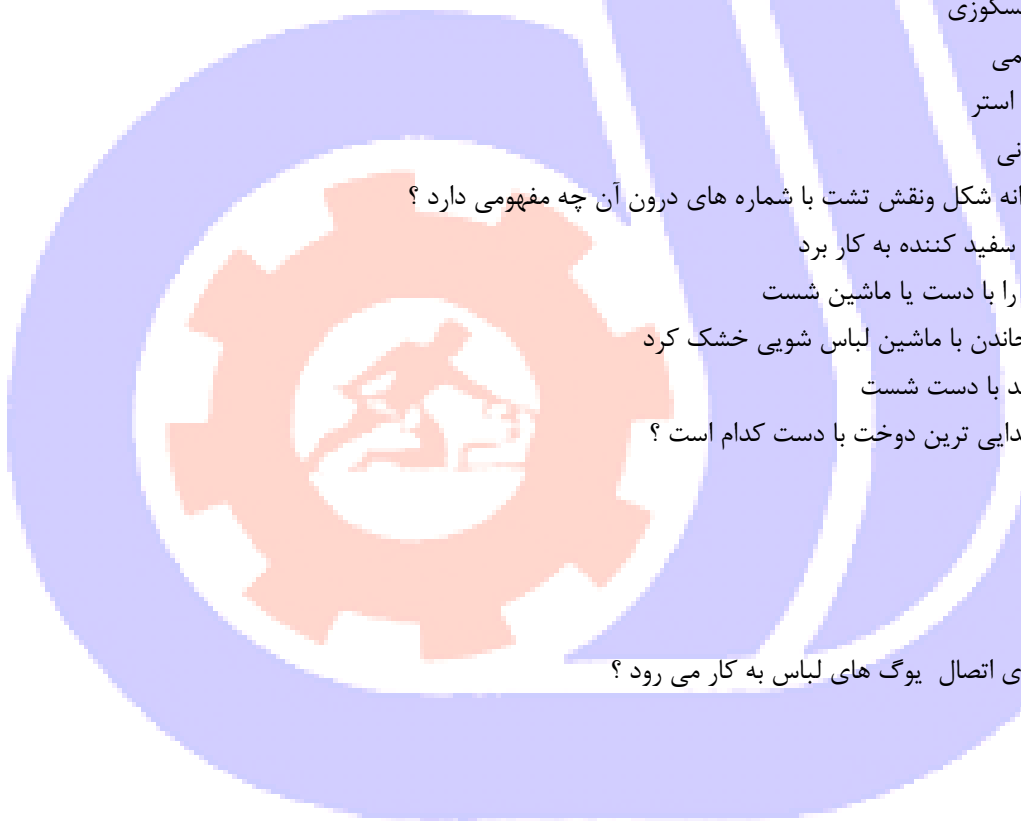 سکوزی
می
استر
نی
انه شکل ونقش تشت با شماره های درون آن چه مفهومی دارد ؟
سفید کننده به کار برد
را با دست یا ماشین شست
اندن با ماشین لباس شویی خشک کرد
د با دست شست
دایی ترین دوخت با دست کدام است ؟
ی اتصال یوگ های لباس به کار می رود ؟